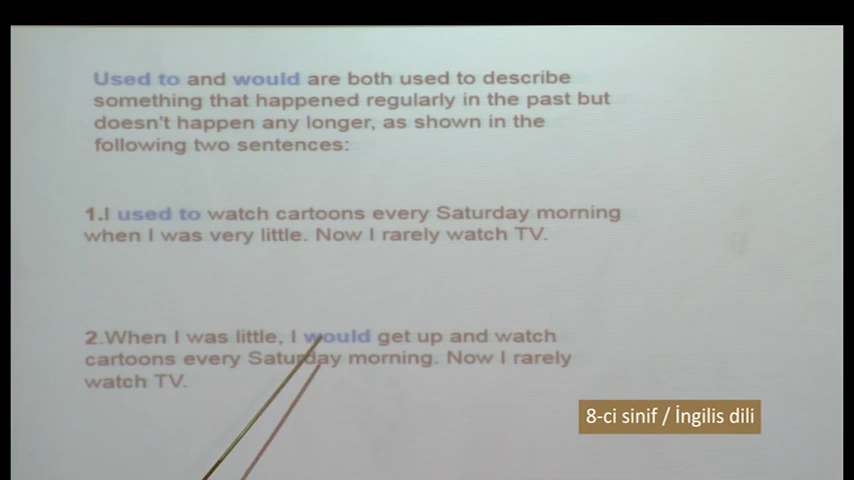 Used to and would are both used to describe
something that happened regularly in the past but
doesn't happen any longer, as shown in the
following two sentences:
1.I used to watch cartoons every Saturday morning
when I was very little. Now I rarely watch TV.
2.When I was little, I would get up and watch
cartoons every Saturday morning. Now I rarely
watch TV.
8-ci sinif / İngilis dili